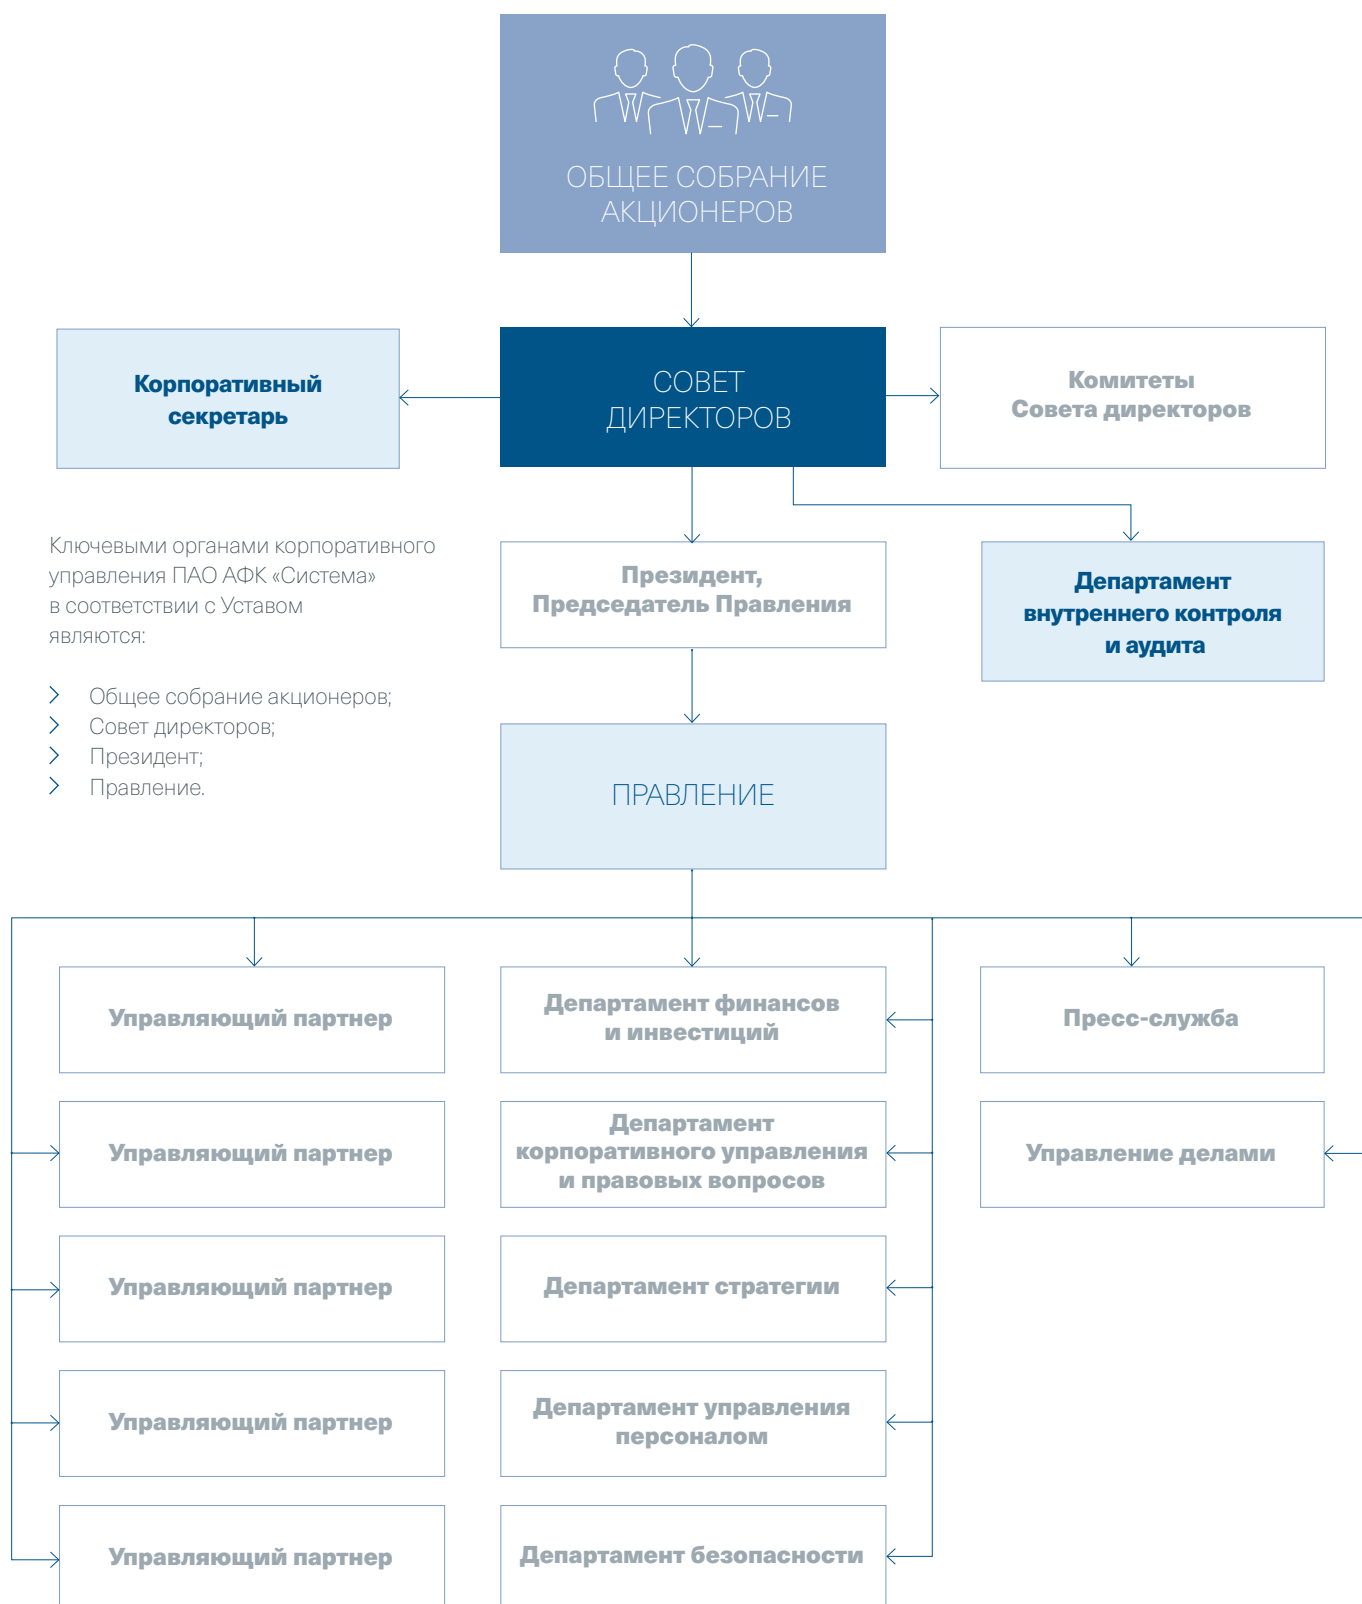 ОБЩЕЕ СОБРАНИЕ
АКЦИОНЕРОВ
Корпоративный
секретарь
СОВЕТ
ДИРЕКТОРОВ
Комитеты
Совета директоров
Ключевыми органами корпоративного
управления ПАО АФК «Система»
в соответствии с Уставом
являются:
Общее собрание акционеров;
Совет директоров;
Президент;
Правление.
Президент,
Председатель Правления
Департамент
внутреннего контроля
и аудита
ПРАВЛЕНИЕ
Управляющий партнер
Департамент финансов
и инвестиций
Пресс-служба
Управляющий партнер
Департамент
корпоративного управления
и правовых вопросов
Управление делами
Управляющий партнер
Департамент стратегии
Управляющий партнер
Департамент управления
персоналом
Управляющий партнер
Департамент безопасности